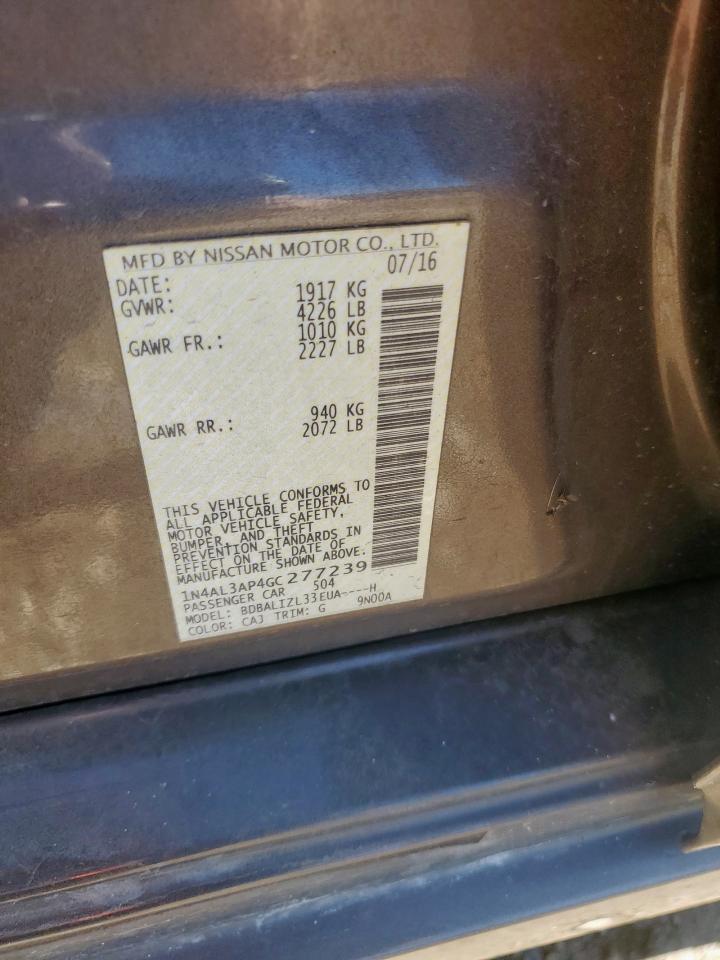 MFD BY NISSAN MOTOR CO., LTD.
DATE: 07/16
GVWR: 1917 KG
4226 LB
GAWR FR.: 1010 KG
2227 LB
GAWR RR.: 940 KG
2072 LB
THIS VEHICLE CONFORMS TO
ALL APPLICABLE FEDERAL
MOTOR VEHICLE SAFETY,
BUMPER, AND THEFT
PREVENTION STANDARDS IN
EFFECT ON THE DATE OF
MANUFACTURE SHOWN ABOVE.
1N4AL3AP4GC277239
PASSENGER CAR 504
MODEL: BDBALIZL33EUA----H
COLOR: CAJ TRIM: G 9N00A